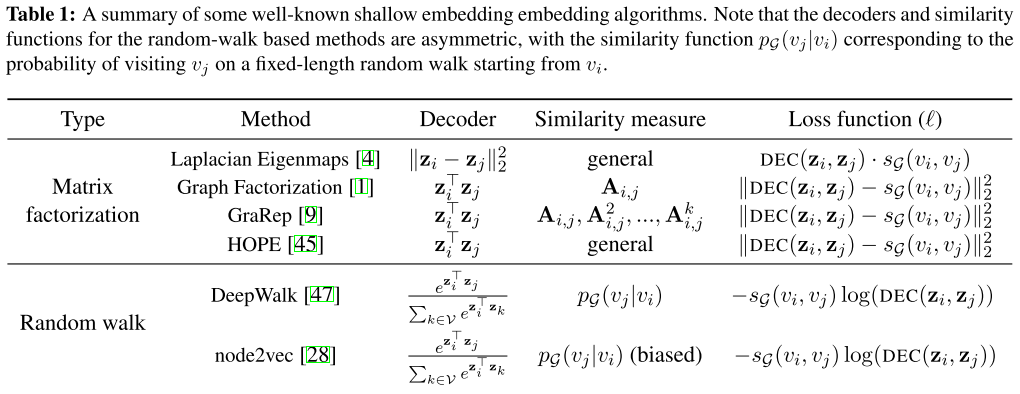 Table 1: A summary of some well-known shallow embedding embedding algorithms. Note that the decoders and similarity
functions for the random-walk based methods are asymmetric, with the similarity function $p_{\mathcal{G}}(v_j|v_i)$ corresponding to the
probability of visiting $v_j$ on a fixed-length random walk starting from $v_i$.
Type Method Decoder Similarity measure Loss function ($\ell$)
Matrix factorization
Laplacian Eigenmaps [4] $\|\mathbf{z}_i - \mathbf{z}_j\|_2^2$ general $\text{DEC}(\mathbf{z}_i, \mathbf{z}_j) \cdot s_{\mathcal{G}}(v_i, v_j)$
Graph Factorization [1] $\mathbf{z}_i^\top \mathbf{z}_j$ $\mathbf{A}_{i,j}$ $\|\text{DEC}(\mathbf{z}_i, \mathbf{z}_j) - s_{\mathcal{G}}(v_i, v_j)\|_2^2$
GraRep [9] $\mathbf{z}_i^\top \mathbf{z}_j$ $\mathbf{A}_{i,j}, \mathbf{A}_{i,j}^2, ..., \mathbf{A}_{i,j}^k$ $\|\text{DEC}(\mathbf{z}_i, \mathbf{z}_j) - s_{\mathcal{G}}(v_i, v_j)\|_2^2$
HOPE [45] $\mathbf{z}_i^\top \mathbf{z}_j$ general $\|\text{DEC}(\mathbf{z}_i, \mathbf{z}_j) - s_{\mathcal{G}}(v_i, v_j)\|_2^2$
Random walk
DeepWalk [47] $\frac{e^{\mathbf{z}_i^\top \mathbf{z}_j}}{\sum_{k \in \mathcal{V}} e^{\mathbf{z}_i^\top \mathbf{z}_k}}$ $p_{\mathcal{G}}(v_j|v_i)$ $-s_{\mathcal{G}}(v_i, v_j) \log(\text{DEC}(\mathbf{z}_i, \mathbf{z}_j))$
node2vec [28] $\frac{e^{\mathbf{z}_i^\top \mathbf{z}_j}}{\sum_{k \in \mathcal{V}} e^{\mathbf{z}_i^\top \mathbf{z}_k}}$ $p_{\mathcal{G}}(v_j|v_i)$ (biased) $-s_{\mathcal{G}}(v_i, v_j) \log(\text{DEC}(\mathbf{z}_i, \mathbf{z}_j))$